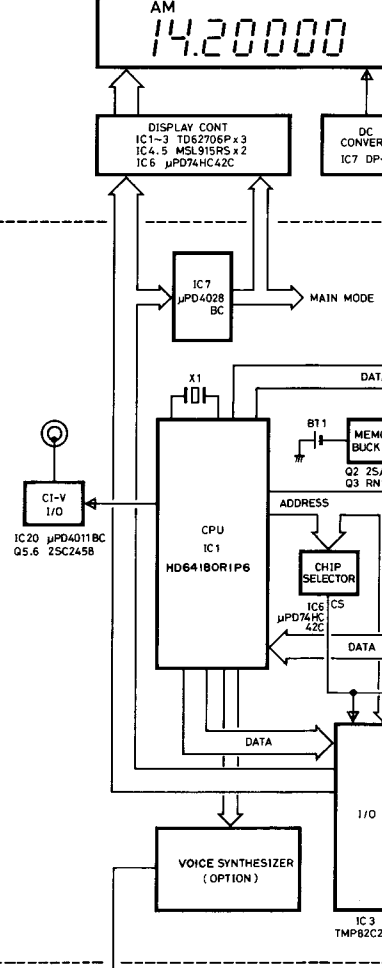 AM
14.20000
DISPLAY CONT
IC1~3 TD62706P x 3
IC4.5 MSL915RS x 2
IC6 µPD74HC42C
DC
CONVER
IC7 DP-
IC7
µPD4028
BC
MAIN MODE
X1
DATA
BT1
MEMO
BUCK
Q2 2SA
Q3 RN
CI-V
I/O
IC20 µPD4011BC
Q5.6 2SC2458
CPU
IC1
HD64180R1P6
ADDRESS
CHIP
SELECTOR
IC6
µPD74HC
42C
CS
DATA
DATA
I/O
VOICE SYNTHESIZER
(OPTION)
IC3
TMP82C2